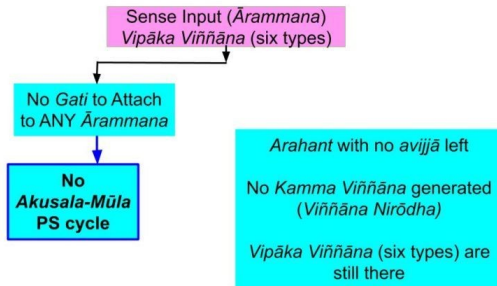 Sense Input (Ārammana)
Vipāka Viññāna (six types)
No Gati to Attach
to ANY Ārammana
No
Akusala-Mūla
PS cycle
Arahant with no avijjā left
No Kamma Viññāna generated
(Viññāna Nirōdha)
Vipāka Viññāna (six types) are
still there